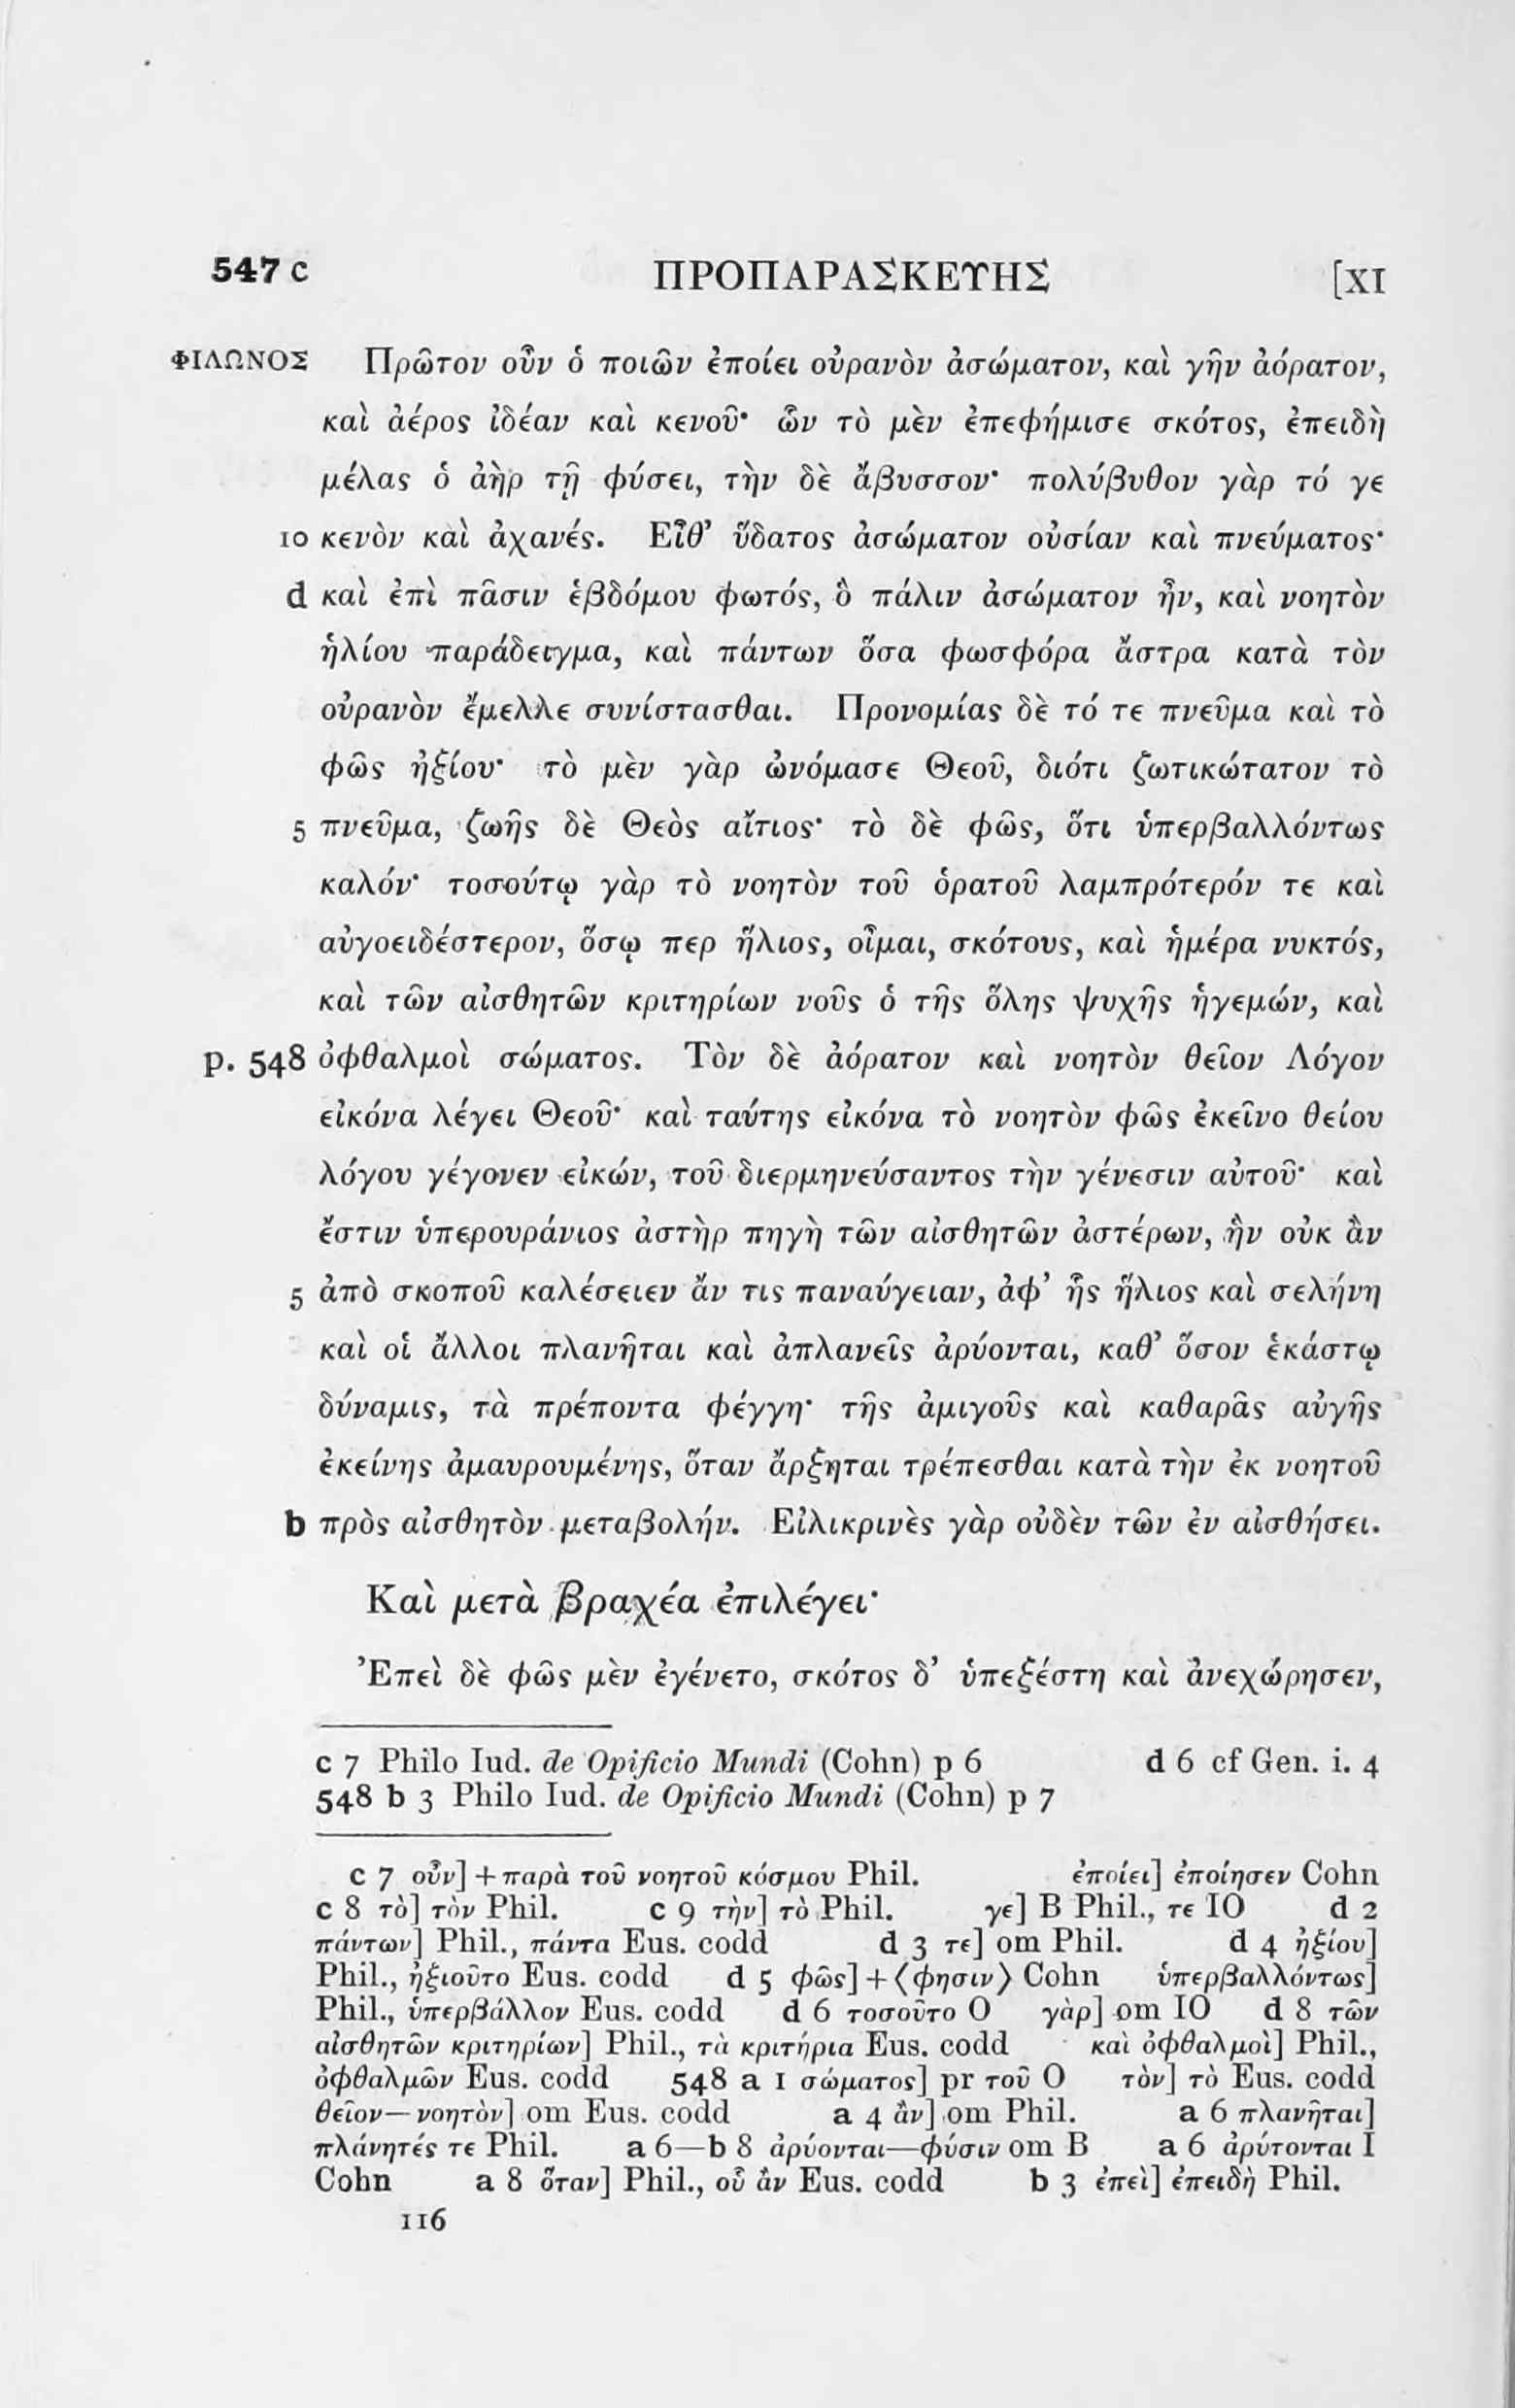 547 c ΠΡΟΠΑΡΑΣΚΕΥΗΣ [XI
ΦΙΛΩΝΟΣ Πρῶτον οὖν ὁ ποιῶν ἐποίει οὐρανὸν ἀσώματον, καὶ γῆν ἀόρατον,
καὶ ἀέρος ἰδέαν καὶ κενοῦ· ὧν τὸ μὲν ἐπεφήμισε σκότος, ἐπειδὴ
μέλας ὁ ἀὴρ τῇ φύσει, τὴν δὲ ἄβυσσον· πολύβυθον γὰρ τό γε
10 κενὸν καὶ ἀχανές. Εἶθ’ ὕδατος ἀσώματον οὐσίαν καὶ πνεύματος·
d καὶ ἐπὶ πᾶσιν ἑβδόμου φωτός, ὃ πάλιν ἀσώματον ἦν, καὶ νοητὸν
ἡλίου παράδειγμα, καὶ πάντων ὅσα φωσφόρα ἄστρα κατὰ τὸν
οὐρανὸν ἔμελλε συνίστασθαι. Προνομίας δὲ τό τε πνεῦμα καὶ τὸ
φῶς ἠξίου· τὸ μὲν γὰρ ὠνόμασε Θεοῦ, διότι ζωτικώτατον τὸ
5 πνεῦμα, ζωῆς δὲ Θεὸς αἴτιος· τὸ δὲ φῶς, ὅτι ὑπερβαλλόντως
καλόν· τοσούτῳ γὰρ τὸ νοητὸν τοῦ ὁρατοῦ λαμπρότερόν τε καὶ
αὐγοειδέστερον, ὅσῳ περ ἥλιος, οἶμαι, σκότους, καὶ ἡμέρα νυκτός,
καὶ τῶν αἰσθητῶν κριτηρίων νοῦς ὁ τῆς ὅλης ψυχῆς ἡγεμών, καὶ
p. 548 ὀφθαλμοὶ σώματος. Τὸν δὲ ἀόρατον καὶ νοητὸν θεῖον Λόγον
εἰκόνα λέγει Θεοῦ· καὶ ταύτης εἰκόνα τὸ νοητὸν φῶς ἐκεῖνο θείου
λόγου γέγονεν εἰκών, τοῦ διερμηνεύσαντος τὴν γένεσιν αὐτοῦ· καὶ
ἔστιν ὑπερουράνιος ἀστὴρ πηγὴ τῶν αἰσθητῶν ἀστέρων, ἣν οὐκ ἂν
5 ἀπὸ σκοποῦ καλέσειεν ἄν τις παναύγειαν, ἀφ’ ἧς ἥλιος καὶ σελήνη
καὶ οἱ ἄλλοι πλανῆται καὶ ἀπλανεῖς ἀρύονται, καθ’ ὅσον ἑκάστῳ
δύναμις, τὰ πρέποντα φέγγη· τῆς ἀμιγοῦς καὶ καθαρᾶς αὐγῆς
ἐκείνης ἀμαυρουμένης, ὅταν ἄρξηται τρέπεσθαι κατὰ τὴν ἐκ νοητοῦ
b πρὸς αἰσθητὸν μεταβολήν. Εἰλικρινὲς γὰρ οὐδὲν τῶν ἐν αἰσθήσει.
Καὶ μετὰ βραχέα ἐπιλέγει·
Ἐπεὶ δὲ φῶς μὲν ἐγένετο, σκότος δ’ ὑπεξέστη καὶ ἀνεχώρησεν,
c 7 Philo Iud. de Opificio Mundi (Cohn) p 6 d 6 cf Gen. i. 4
548 b 3 Philo Iud. de Opificio Mundi (Cohn) p 7
c 7 οὖν] + παρὰ τοῦ νοητοῦ κόσμου Phil. ἐποίει] ἐποίησεν Cohn
c 8 τὸ] τὸν Phil. c 9 τὴν] τὸ Phil. γε] B Phil., τε IO d 2
πάντων] Phil., πάντα Eus. codd d 3 τε] om Phil. d 4 ἠξίου]
Phil., ἠξιοῦτο Eus. codd d 5 φῶς] + ⟨φησιν⟩ Cohn ὑπερβαλλόντως]
Phil., ὑπερβάλλον Eus. codd d 6 τοσοῦτο O γὰρ] om IO d 8 τῶν
αἰσθητῶν κριτηρίων] Phil., τὰ κριτήρια Eus. codd καὶ ὀφθαλμοὶ] Phil.,
ὀφθαλμῶν Eus. codd 548 a 1 σώματος] pr τοῦ O τὸν] τὸ Eus. codd
θεῖον—νοητὸν] om Eus. codd a 4 ἂν] om Phil. a 6 πλανῆται]
πλάνητές τε Phil. a 6—b 8 ἀρύονται—φύσιν om B a 6 ἀρύτονται I
Cohn a 8 ὅταν] Phil., οὗ ἂν Eus. codd b 3 ἐπεὶ] ἐπειδὴ Phil.
116